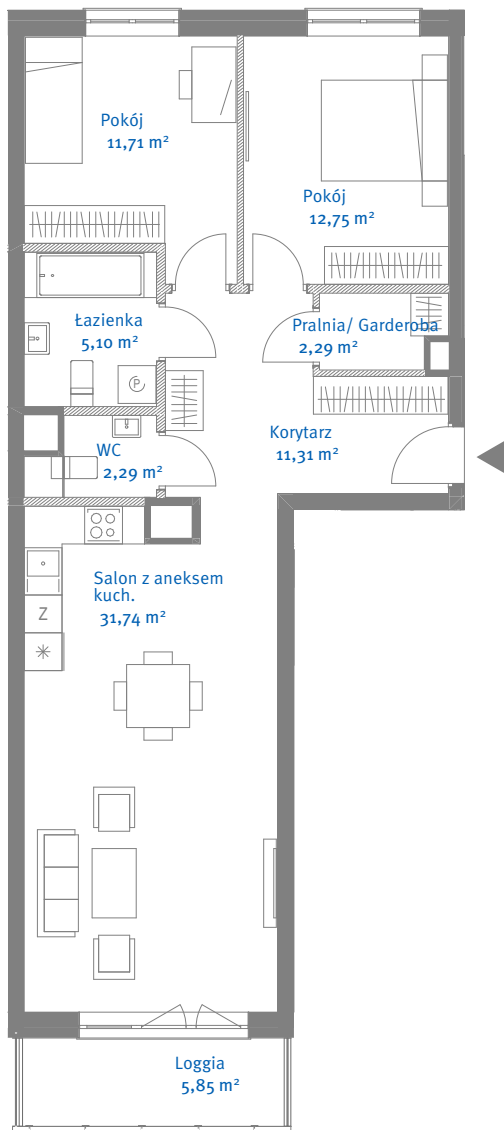 Pokój
11,71 m²
Pokój
12,75 m²
Łazienka
5,10 m²
P
Pralnia/ Garderoba
2,29 m²
Korytarz
11,31 m²
WC
2,29 m²
Salon z aneksem
kuch.
31,74 m²
Z
Loggia
5,85 m²